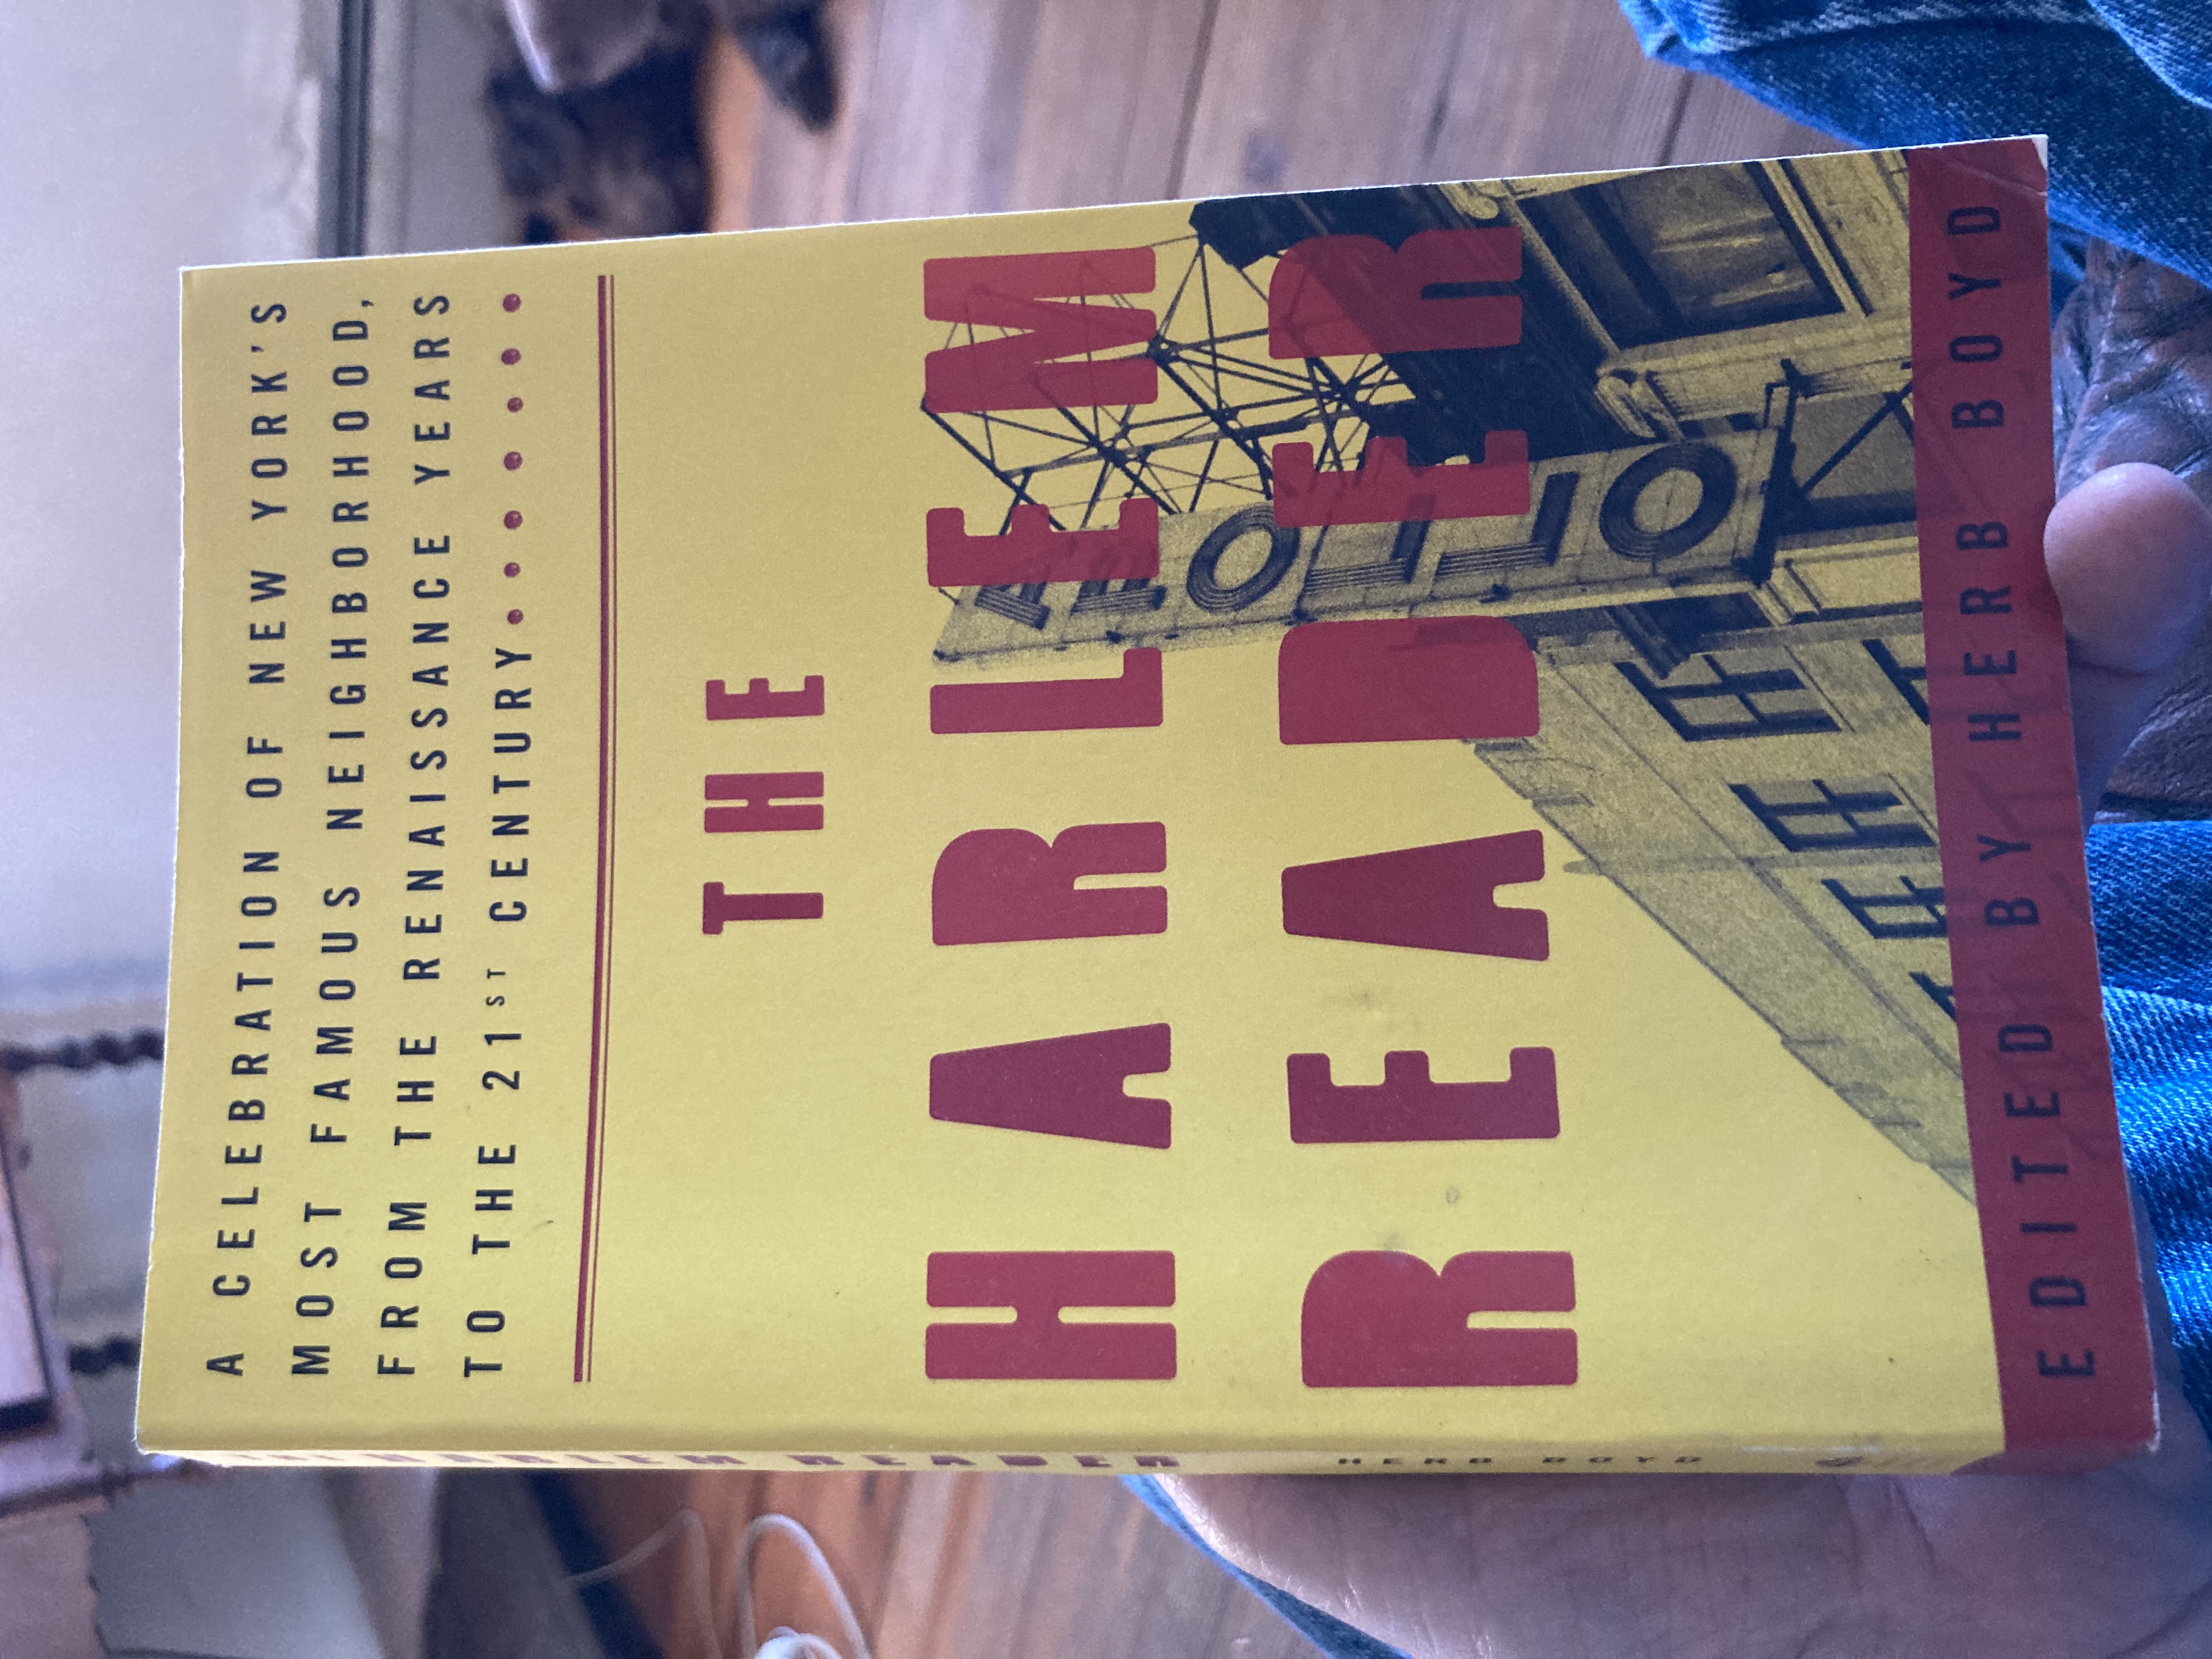 A CELEBRATION OF NEW YORK'S
MOST FAMOUS NEIGHBORHOOD,
FROM THE RENAISSANCE YEARS
TO THE 21ST CENTURY.......
THE
HARLEM
READER
APOLLO
EDITED BY HERB BOYD
THE HARLEM READER HERB BOYD